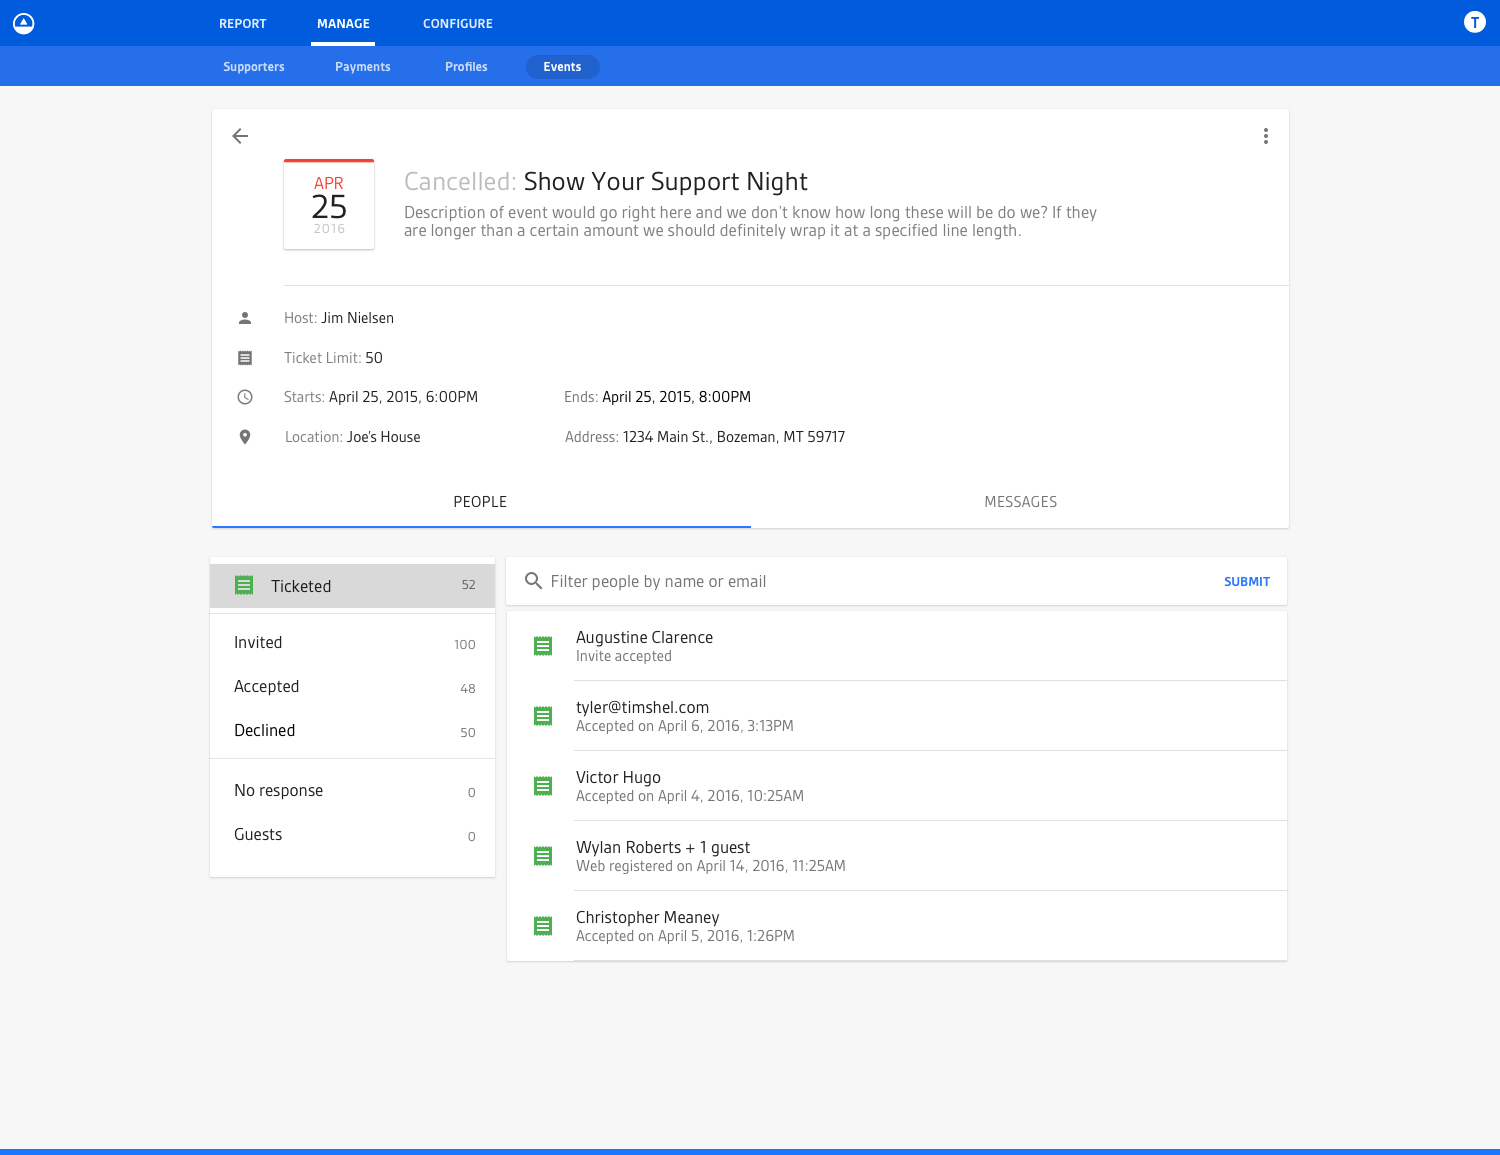 REPORT MANAGE CONFIGURE T
Supporters Payments Profiles Events
APR
25
2016
Cancelled: Show Your Support Night
Description of event would go right here and we don't know how long these will be do we? If they
are longer than a certain amount we should definitely wrap it at a specified line length.
Host: Jim Nielsen
Ticket Limit: 50
Starts: April 25, 2015, 6:00PM Ends: April 25, 2015, 8:00PM
Location: Joe's House Address: 1234 Main St., Bozeman, MT 59717
PEOPLE MESSAGES
Ticketed 52
Invited 100
Accepted 48
Declined 50
No response 0
Guests 0
Filter people by name or email SUBMIT
Augustine Clarence
Invite accepted
tyler@timshel.com
Accepted on April 6, 2016, 3:13PM
Victor Hugo
Accepted on April 4, 2016, 10:25AM
Wylan Roberts + 1 guest
Web registered on April 14, 2016, 11:25AM
Christopher Meaney
Accepted on April 5, 2016, 1:26PM